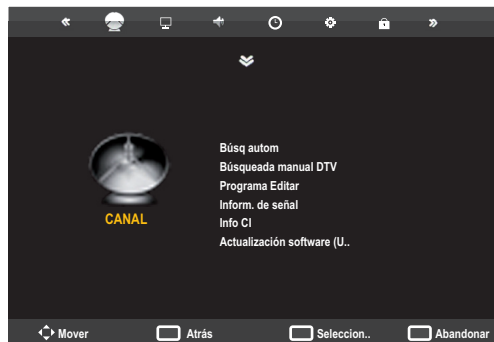 Búsq autom
Búsqueada manual DTV
Programa Editar
Inform. de señal
Info CI
Actualización software (U..
CANAL
Mover Atrás Seleccion.. Abandonar